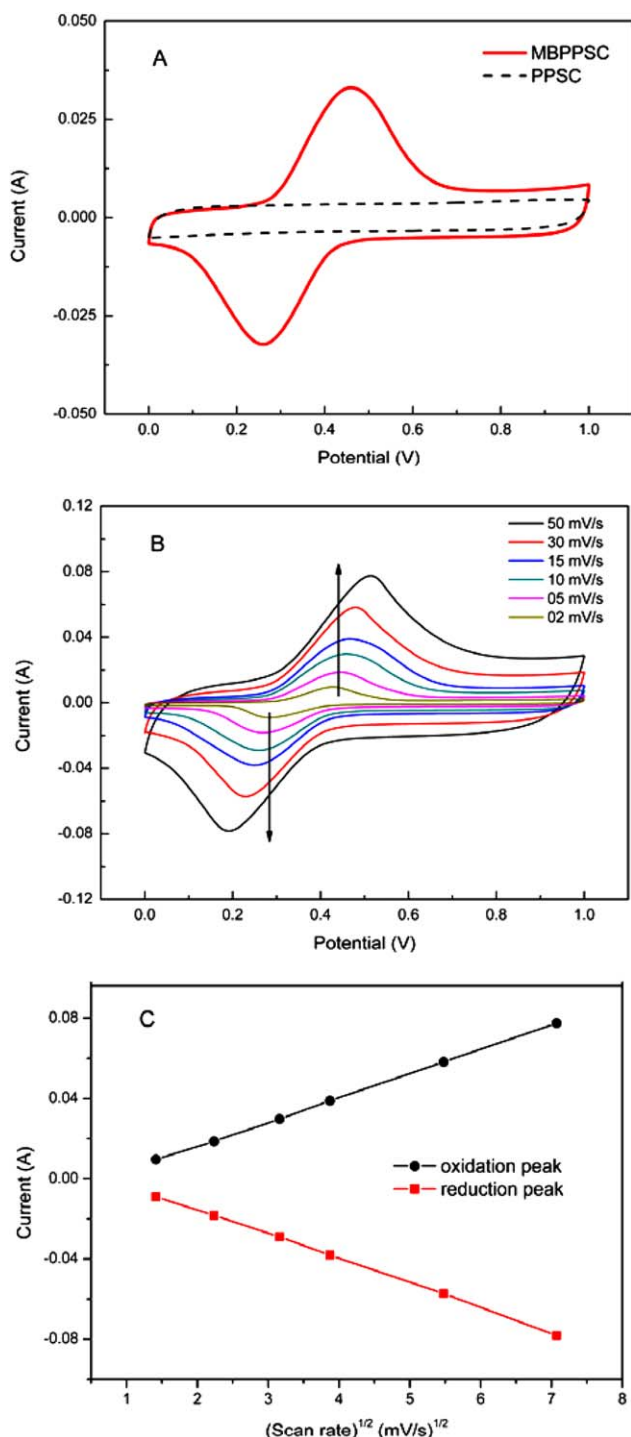 A
MBPPSC
PPSC
0.050
0.025
0.000
-0.025
-0.050
Current (A)
0.0 0.2 0.4 0.6 0.8 1.0
Potential (V)
B
50 mV/s
30 mV/s
15 mV/s
10 mV/s
05 mV/s
02 mV/s
0.12
0.08
0.04
0.00
-0.04
-0.08
-0.12
Current (A)
0.0 0.2 0.4 0.6 0.8 1.0
Potential (V)
C
0.08
0.04
0.00
-0.04
-0.08
Current (A)
oxidation peak
reduction peak
1 2 3 4 5 6 7 8
(Scan rate)^1/2 (mV/s)^1/2